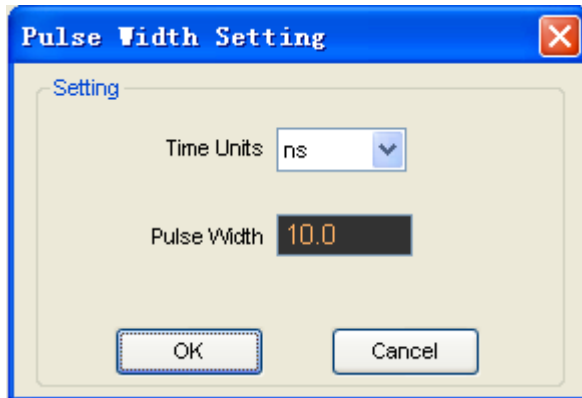 Pulse Width Setting
Setting
Time Units ns
Pulse Width 10.0
OK Cancel